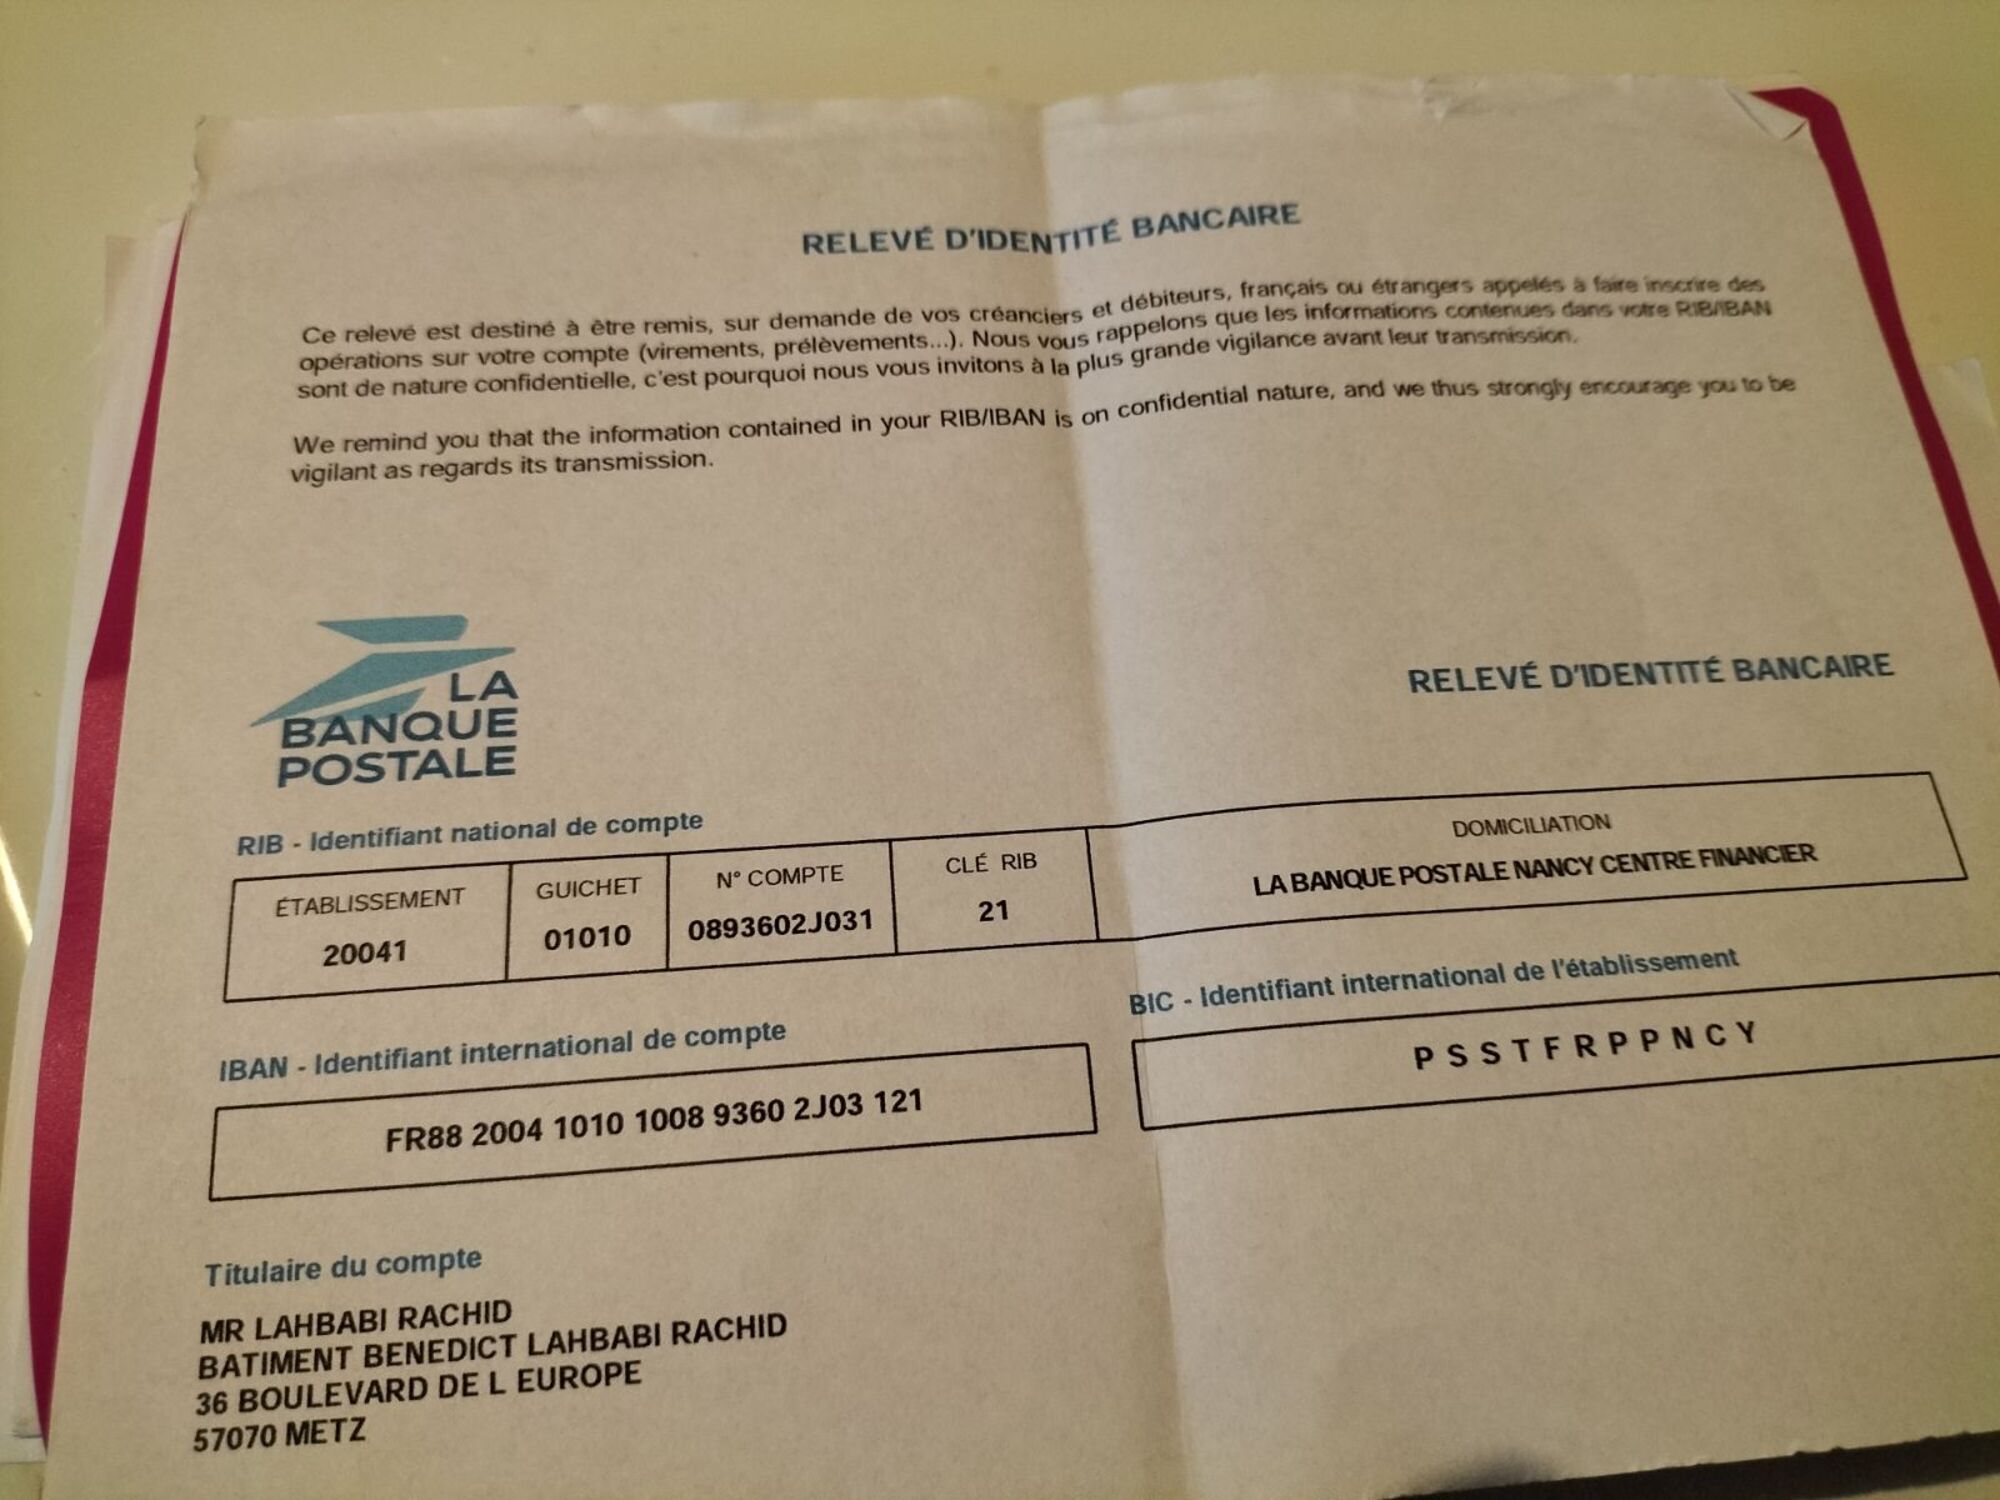 RELEVÉ D'IDENTITÉ BANCAIRE
Ce relevé est destiné à être remis, sur demande de vos créanciers et débiteurs, français ou étrangers appelés à faire inscrire des
opérations sur votre compte (virements, prélèvements...). Nous vous rappelons que les informations contenues dans votre RIB/IBAN
sont de nature confidentielle, c'est pourquoi nous vous invitons à la plus grande vigilance avant leur transmission.
We remind you that the information contained in your RIB/IBAN is on confidential nature, and we thus strongly encourage you to be
vigilant as regards its transmission.
LA
BANQUE
POSTALE
RELEVÉ D'IDENTITÉ BANCAIRE
RIB - Identifiant national de compte
ÉTABLISSEMENT GUICHET N° COMPTE CLÉ RIB DOMICILIATION
20041 01010 0893602J031 21 LA BANQUE POSTALE NANCY CENTRE FINANCIER
IBAN - Identifiant international de compte
FR88 2004 1010 1008 9360 2J03 121
BIC - Identifiant international de l'établissement
PSSTFRPPNCY
Titulaire du compte
MR LAHBABI RACHID
BATIMENT BENEDICT LAHBABI RACHID
36 BOULEVARD DE L EUROPE
57070 METZ